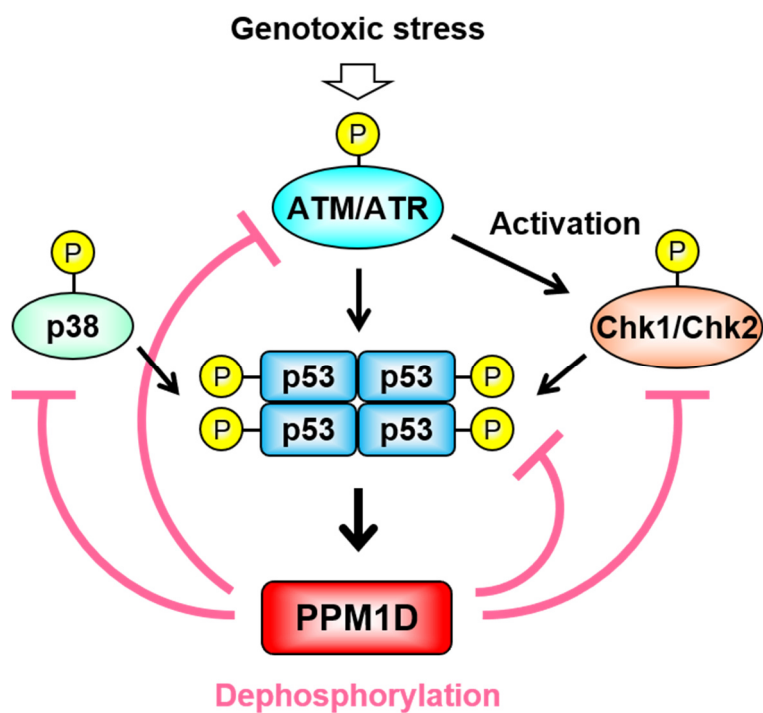 Genotoxic stress
P
ATM/ATR
Activation
P
P
p38
Chk1/Chk2
P p53 p53 P
P p53 p53 P
PPM1D
Dephosphorylation